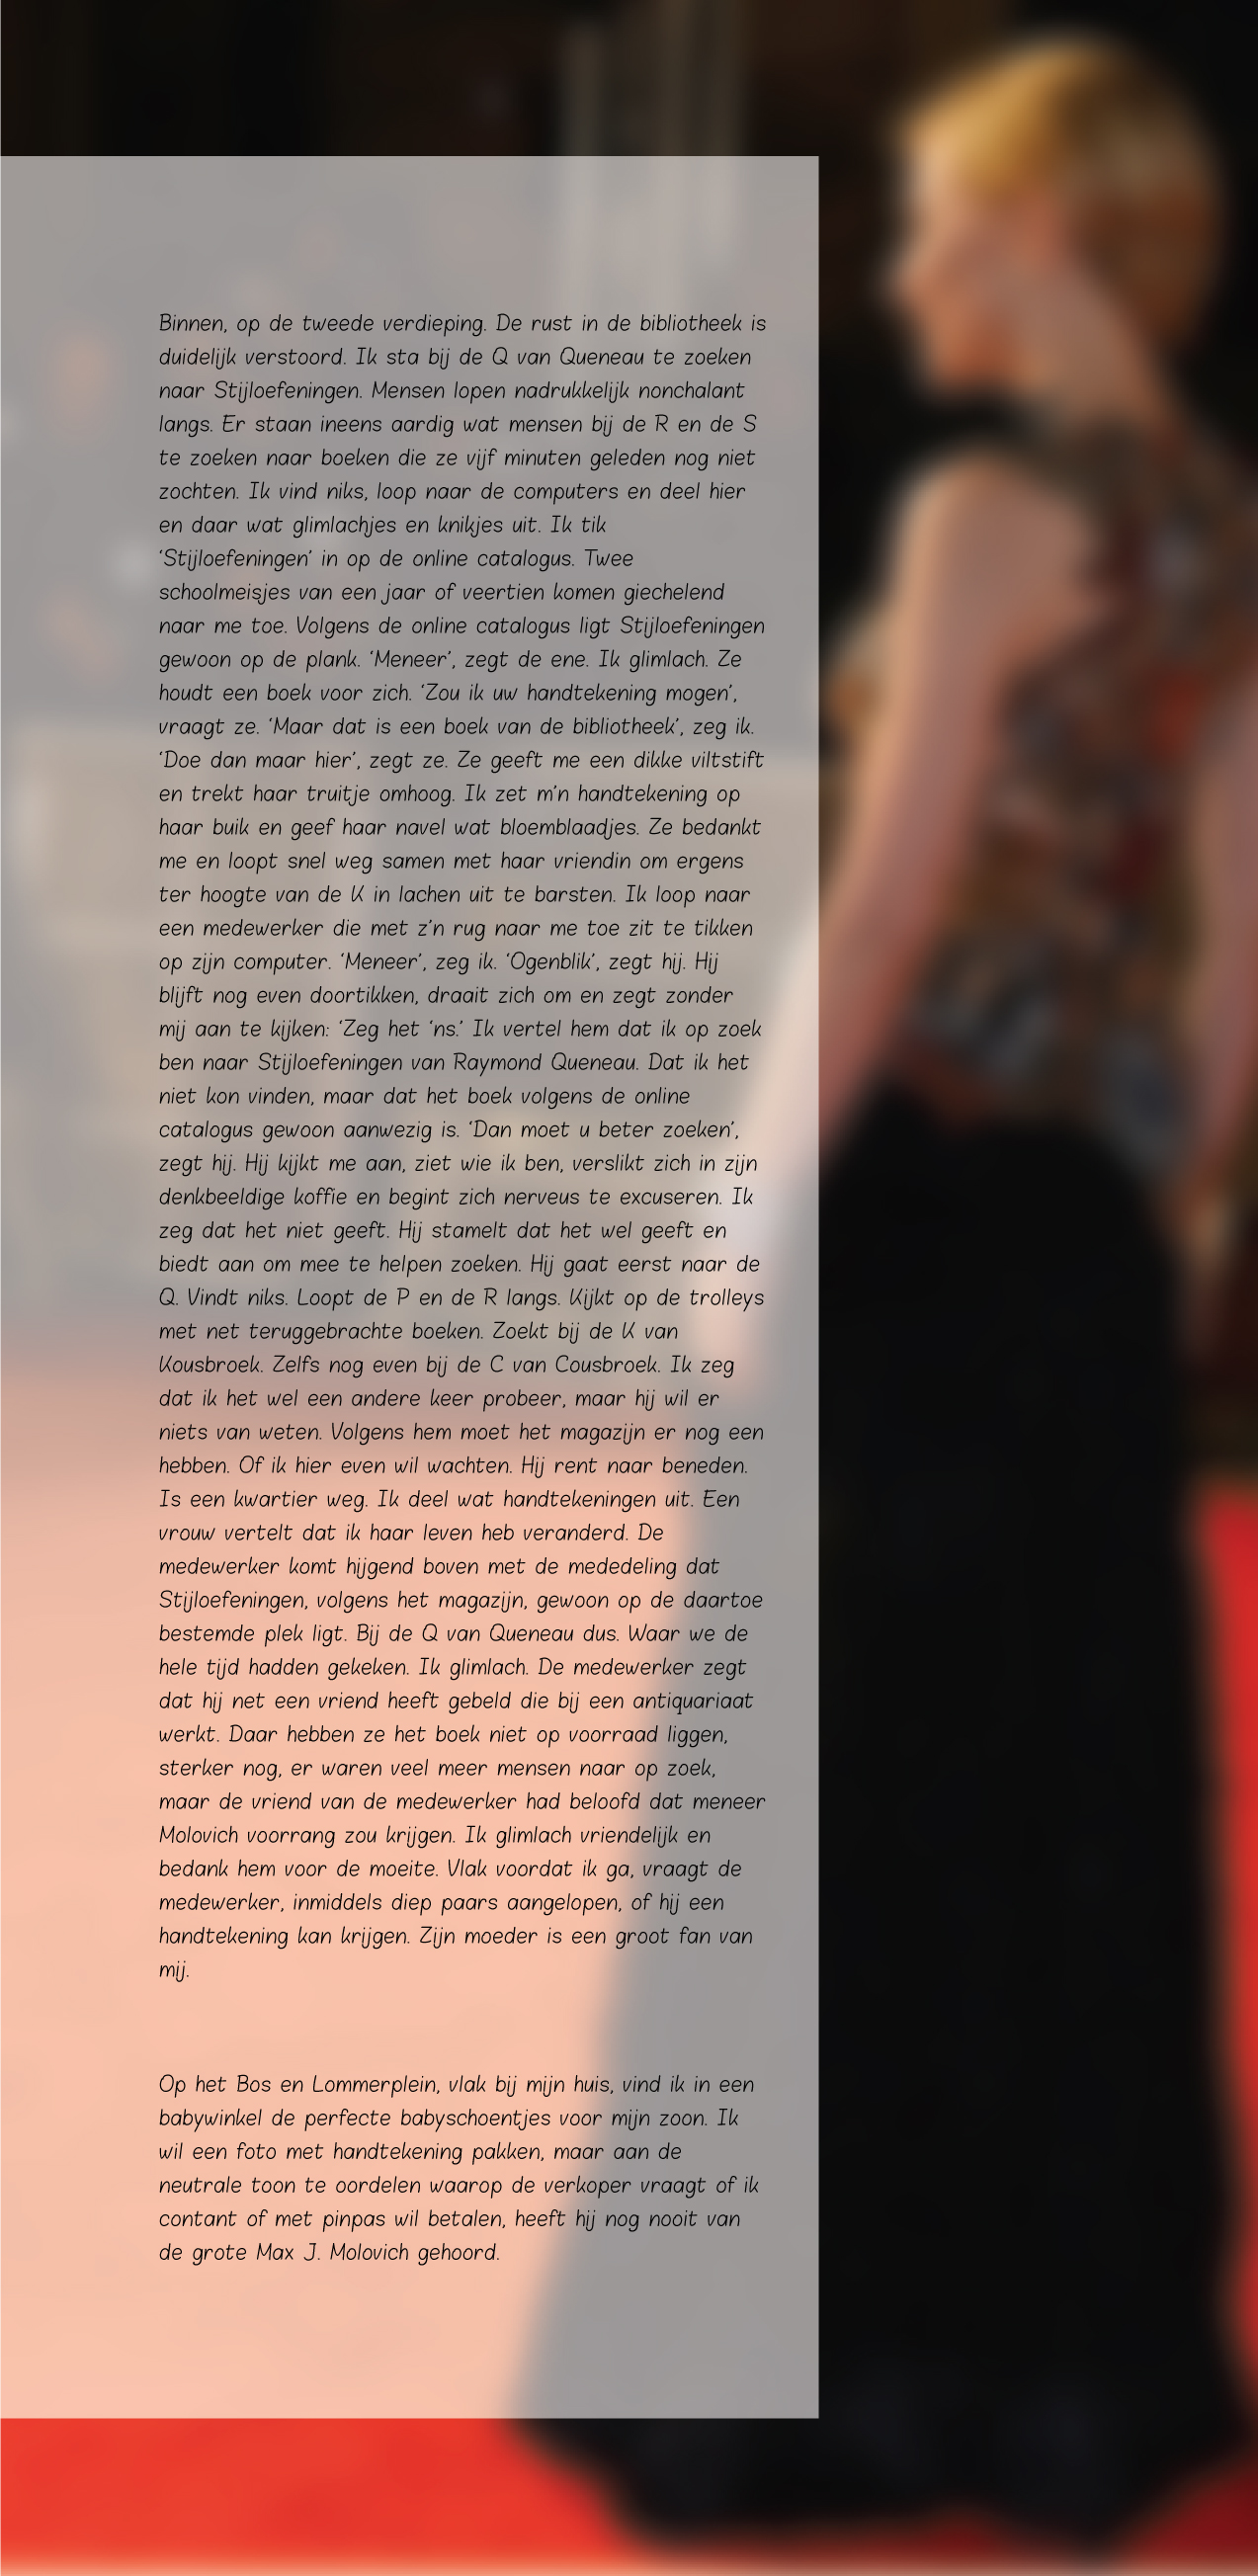 Binnen, op de tweede verdieping. De rust in de bibliotheek is
duidelijk verstoord. Ik sta bij de Q van Queneau te zoeken
naar Stijloefeningen. Mensen lopen nadrukkelijk nonchalant
langs. Er staan ineens aardig wat mensen bij de R en de S
te zoeken naar boeken die ze vijf minuten geleden nog niet
zochten. Ik vind niks, loop naar de computers en deel hier
en daar wat glimlachjes en knikjes uit. Ik tik
‘Stijloefeningen’ in op de online catalogus. Twee
schoolmeisjes van een jaar of veertien komen giechelend
naar me toe. Volgens de online catalogus ligt Stijloefeningen
gewoon op de plank. ‘Meneer’, zegt de ene. Ik glimlach. Ze
houdt een boek voor zich. ‘Zou ik uw handtekening mogen’,
vraagt ze. ‘Maar dat is een boek van de bibliotheek’, zeg ik.
‘Doe dan maar hier’, zegt ze. Ze geeft me een dikke viltstift
en trekt haar truitje omhoog. Ik zet m’n handtekening op
haar buik en geef haar navel wat bloemblaadjes. Ze bedankt
me en loopt snel weg samen met haar vriendin om ergens
ter hoogte van de K in lachen uit te barsten. Ik loop naar
een medewerker die met z’n rug naar me toe zit te tikken
op zijn computer. ‘Meneer’, zeg ik. ‘Ogenblik’, zegt hij. Hij
blijft nog even doortikken, draait zich om en zegt zonder
mij aan te kijken: ‘Zeg het ‘ns.’ Ik vertel hem dat ik op zoek
ben naar Stijloefeningen van Raymond Queneau. Dat ik het
niet kon vinden, maar dat het boek volgens de online
catalogus gewoon aanwezig is. ‘Dan moet u beter zoeken’,
zegt hij. Hij kijkt me aan, ziet wie ik ben, verslikt zich in zijn
denkbeeldige koffie en begint zich nerveus te excuseren. Ik
zeg dat het niet geeft. Hij stamelt dat het wel geeft en
biedt aan om mee te helpen zoeken. Hij gaat eerst naar de
Q. Vindt niks. Loopt de P en de R langs. Kijkt op de trolleys
met net teruggebrachte boeken. Zoekt bij de K van
Kousbroek. Zelfs nog even bij de C van Cousbroek. Ik zeg
dat ik het wel een andere keer probeer, maar hij wil er
niets van weten. Volgens hem moet het magazijn er nog een
hebben. Of ik hier even wil wachten. Hij rent naar beneden.
Is een kwartier weg. Ik deel wat handtekeningen uit. Een
vrouw vertelt dat ik haar leven heb veranderd. De
medewerker komt hijgend boven met de mededeling dat
Stijloefeningen, volgens het magazijn, gewoon op de daartoe
bestemde plek ligt. Bij de Q van Queneau dus. Waar we de
hele tijd hadden gekeken. Ik glimlach. De medewerker zegt
dat hij net een vriend heeft gebeld die bij een antiquariaat
werkt. Daar hebben ze het boek niet op voorraad liggen,
sterker nog, er waren veel meer mensen naar op zoek,
maar de vriend van de medewerker had beloofd dat meneer
Molovich voorrang zou krijgen. Ik glimlach vriendelijk en
bedank hem voor de moeite. Vlak voordat ik ga, vraagt de
medewerker, inmiddels diep paars aangelopen, of hij een
handtekening kan krijgen. Zijn moeder is een groot fan van
mij.
Op het Bos en Lommerplein, vlak bij mijn huis, vind ik in een
babywinkel de perfecte babyschoentjes voor mijn zoon. Ik
wil een foto met handtekening pakken, maar aan de
neutrale toon te oordelen waarop de verkoper vraagt of ik
contant of met pinpas wil betalen, heeft hij nog nooit van
de grote Max J. Molovich gehoord.